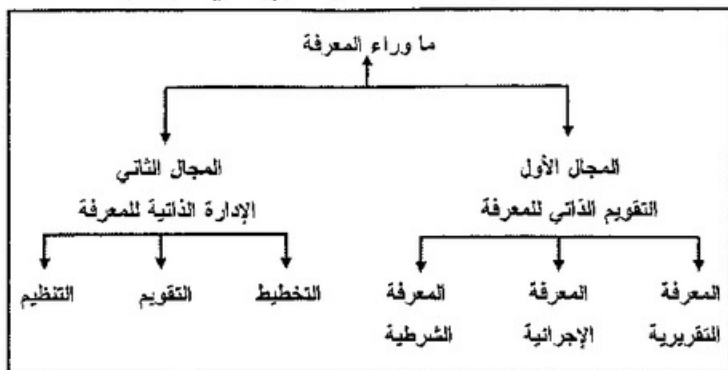 ما وراء المعرفة
المجال الأول
التقويم الذاتي للمعرفة
المجال الثاني
الإدارة الذاتية للمعرفة
المعرفة
التقريرية
المعرفة
الإجرائية
المعرفة
الشرطية
التخطيط
التقويم
التنظيم